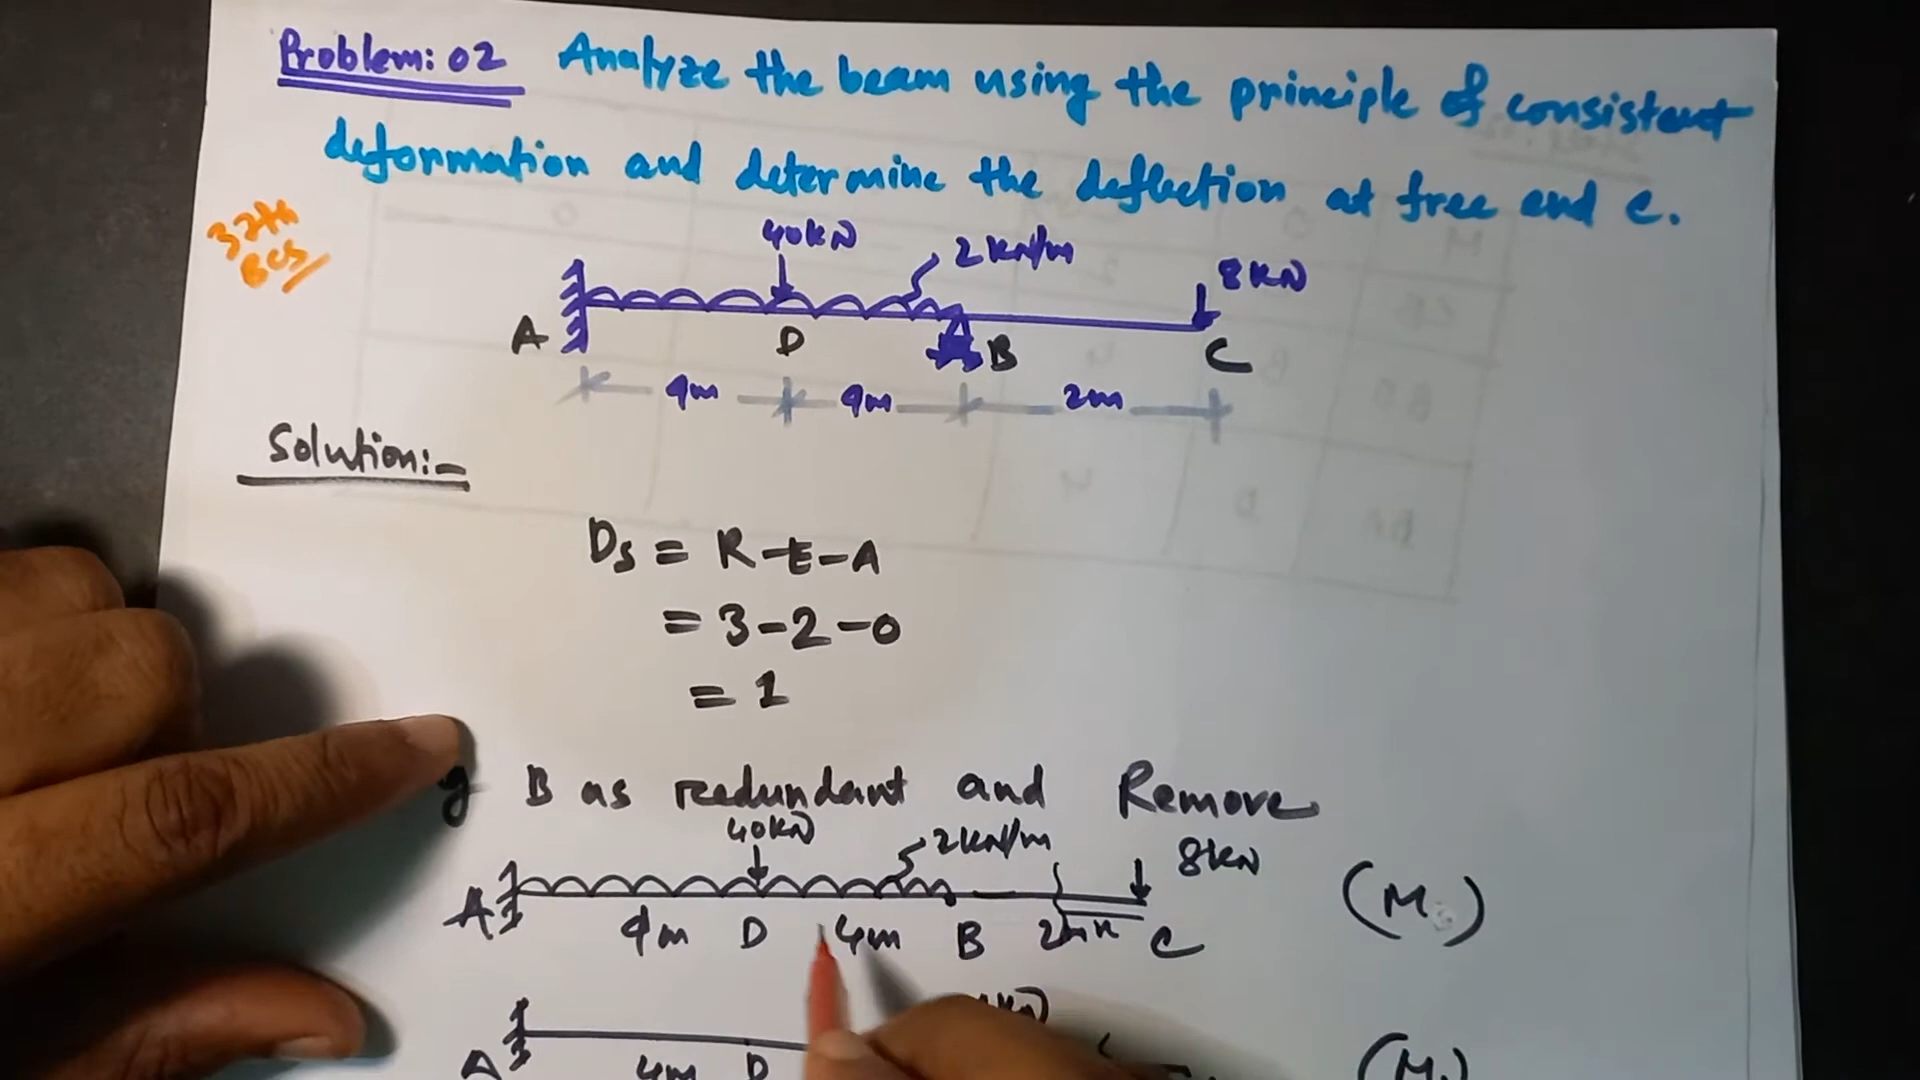 Problem: 02 Analyze the beam using the principle of consistent
deformation and determine the deflection at free end C.
37th
BCS
40kN 2kN/m 8kN
A D B C
4m 4m 2m
Solution:-
Ds = R-E-A
= 3-2-0
= 1
B as redundant and Remove
40kN 2kN/m 8kN
A 4m D 4m B 2m x C (M
A 4m D